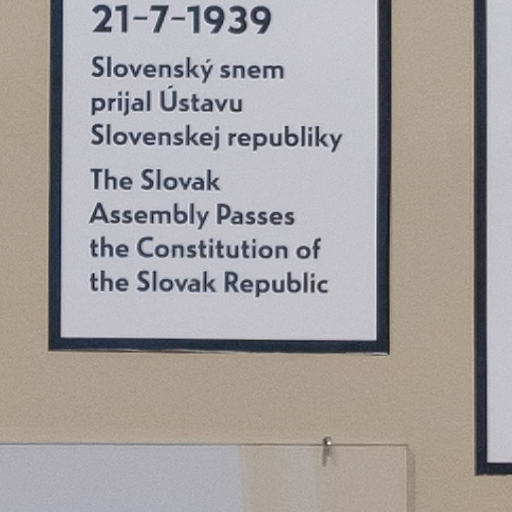 21-7-1939
Slovenský snem
prijal Ústavu
Slovenskej republiky
The Slovak
Assembly Passes
the Constitution of
the Slovak Republic